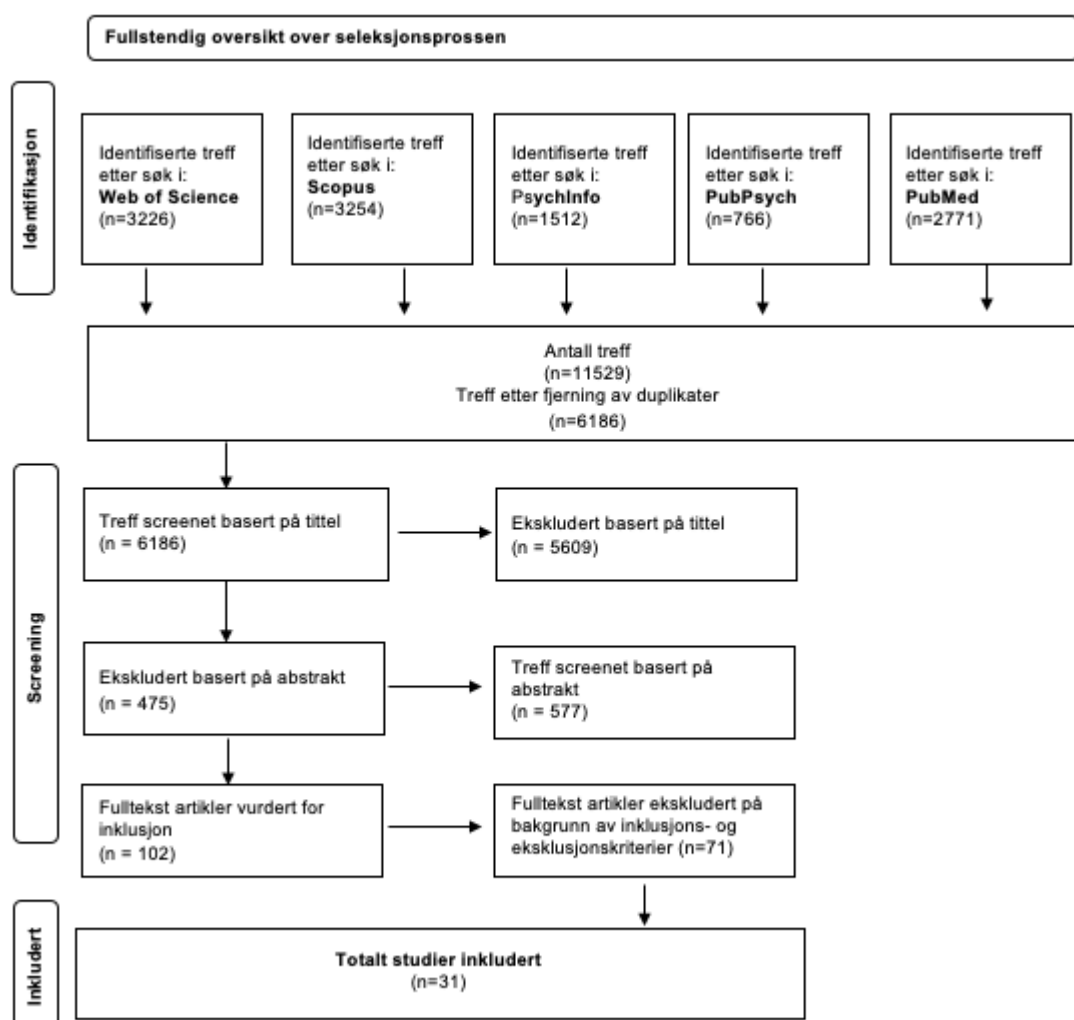 Fullstendig oversikt over seleksjonsprossen
Identifikasjon
Identifiserte treff
etter søk i:
Web of Science
(n=3226)
Identifiserte treff
etter søk i:
Scopus
(n=3254)
Identifiserte treff
etter søk i:
PsychInfo
(n=1512)
Identifiserte treff
etter søk i:
PubPsych
(n=766)
Identifiserte treff
etter søk i:
PubMed
(n=2771)
Antall treff
(n=11529)
Treff etter fjerning av duplikater
(n=6186)
Screening
Treff screenet basert på tittel
(n = 6186)
Ekskludert basert på tittel
(n = 5609)
Ekskludert basert på abstrakt
(n = 475)
Treff screenet basert på
abstrakt
(n = 577)
Fulltekst artikler vurdert for
inklusjon
(n = 102)
Fulltekst artikler ekskludert på
bakgrunn av inklusjons- og
eksklusjonskriterier (n=71)
Inkludert
Totalt studier inkludert
(n=31)